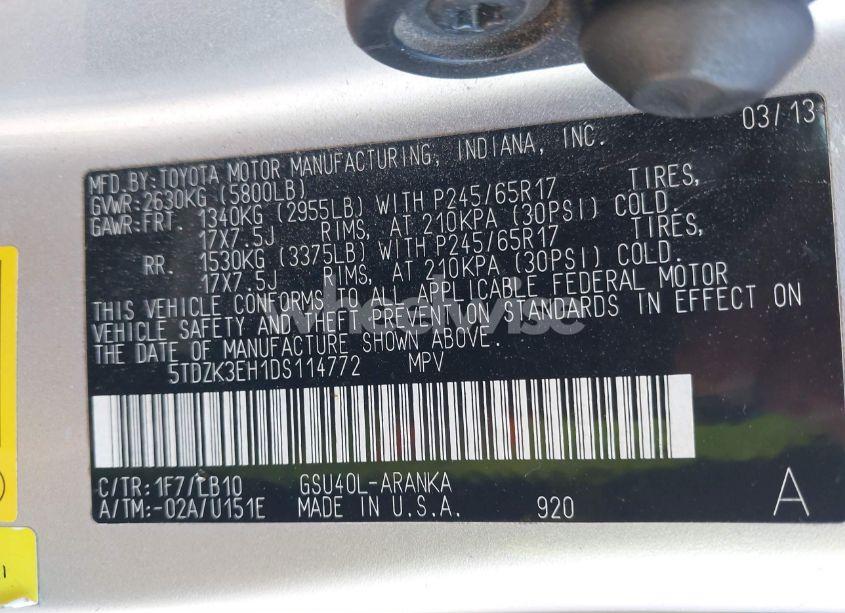 03/13
MFD.BY:TOYOTA MOTOR MANUFACTURING, INDIANA, INC.
GVWR:2630KG (5800LB)
GAWR:FRT. 1340KG (2955LB) WITH P245/65R17 TIRES,
17X7.5J RIMS, AT 210KPA (30PSI) COLD.
RR. 1530KG (3375LB) WITH P245/65R17 TIRES,
17X7.5J RIMS, AT 210KPA (30PSI) COLD.
THIS VEHICLE CONFORMS TO ALL APPLICABLE FEDERAL MOTOR
VEHICLE SAFETY AND THEFT PREVENTION STANDARDS IN EFFECT ON
THE DATE OF MANUFACTURE SHOWN ABOVE.
5TDZK3EH1DS114772 MPV
C/TR:1F7/LB10 GSU40L-ARANKA
A/TM:-02A/U151E MADE IN U.S.A. 920 A
wheelwise